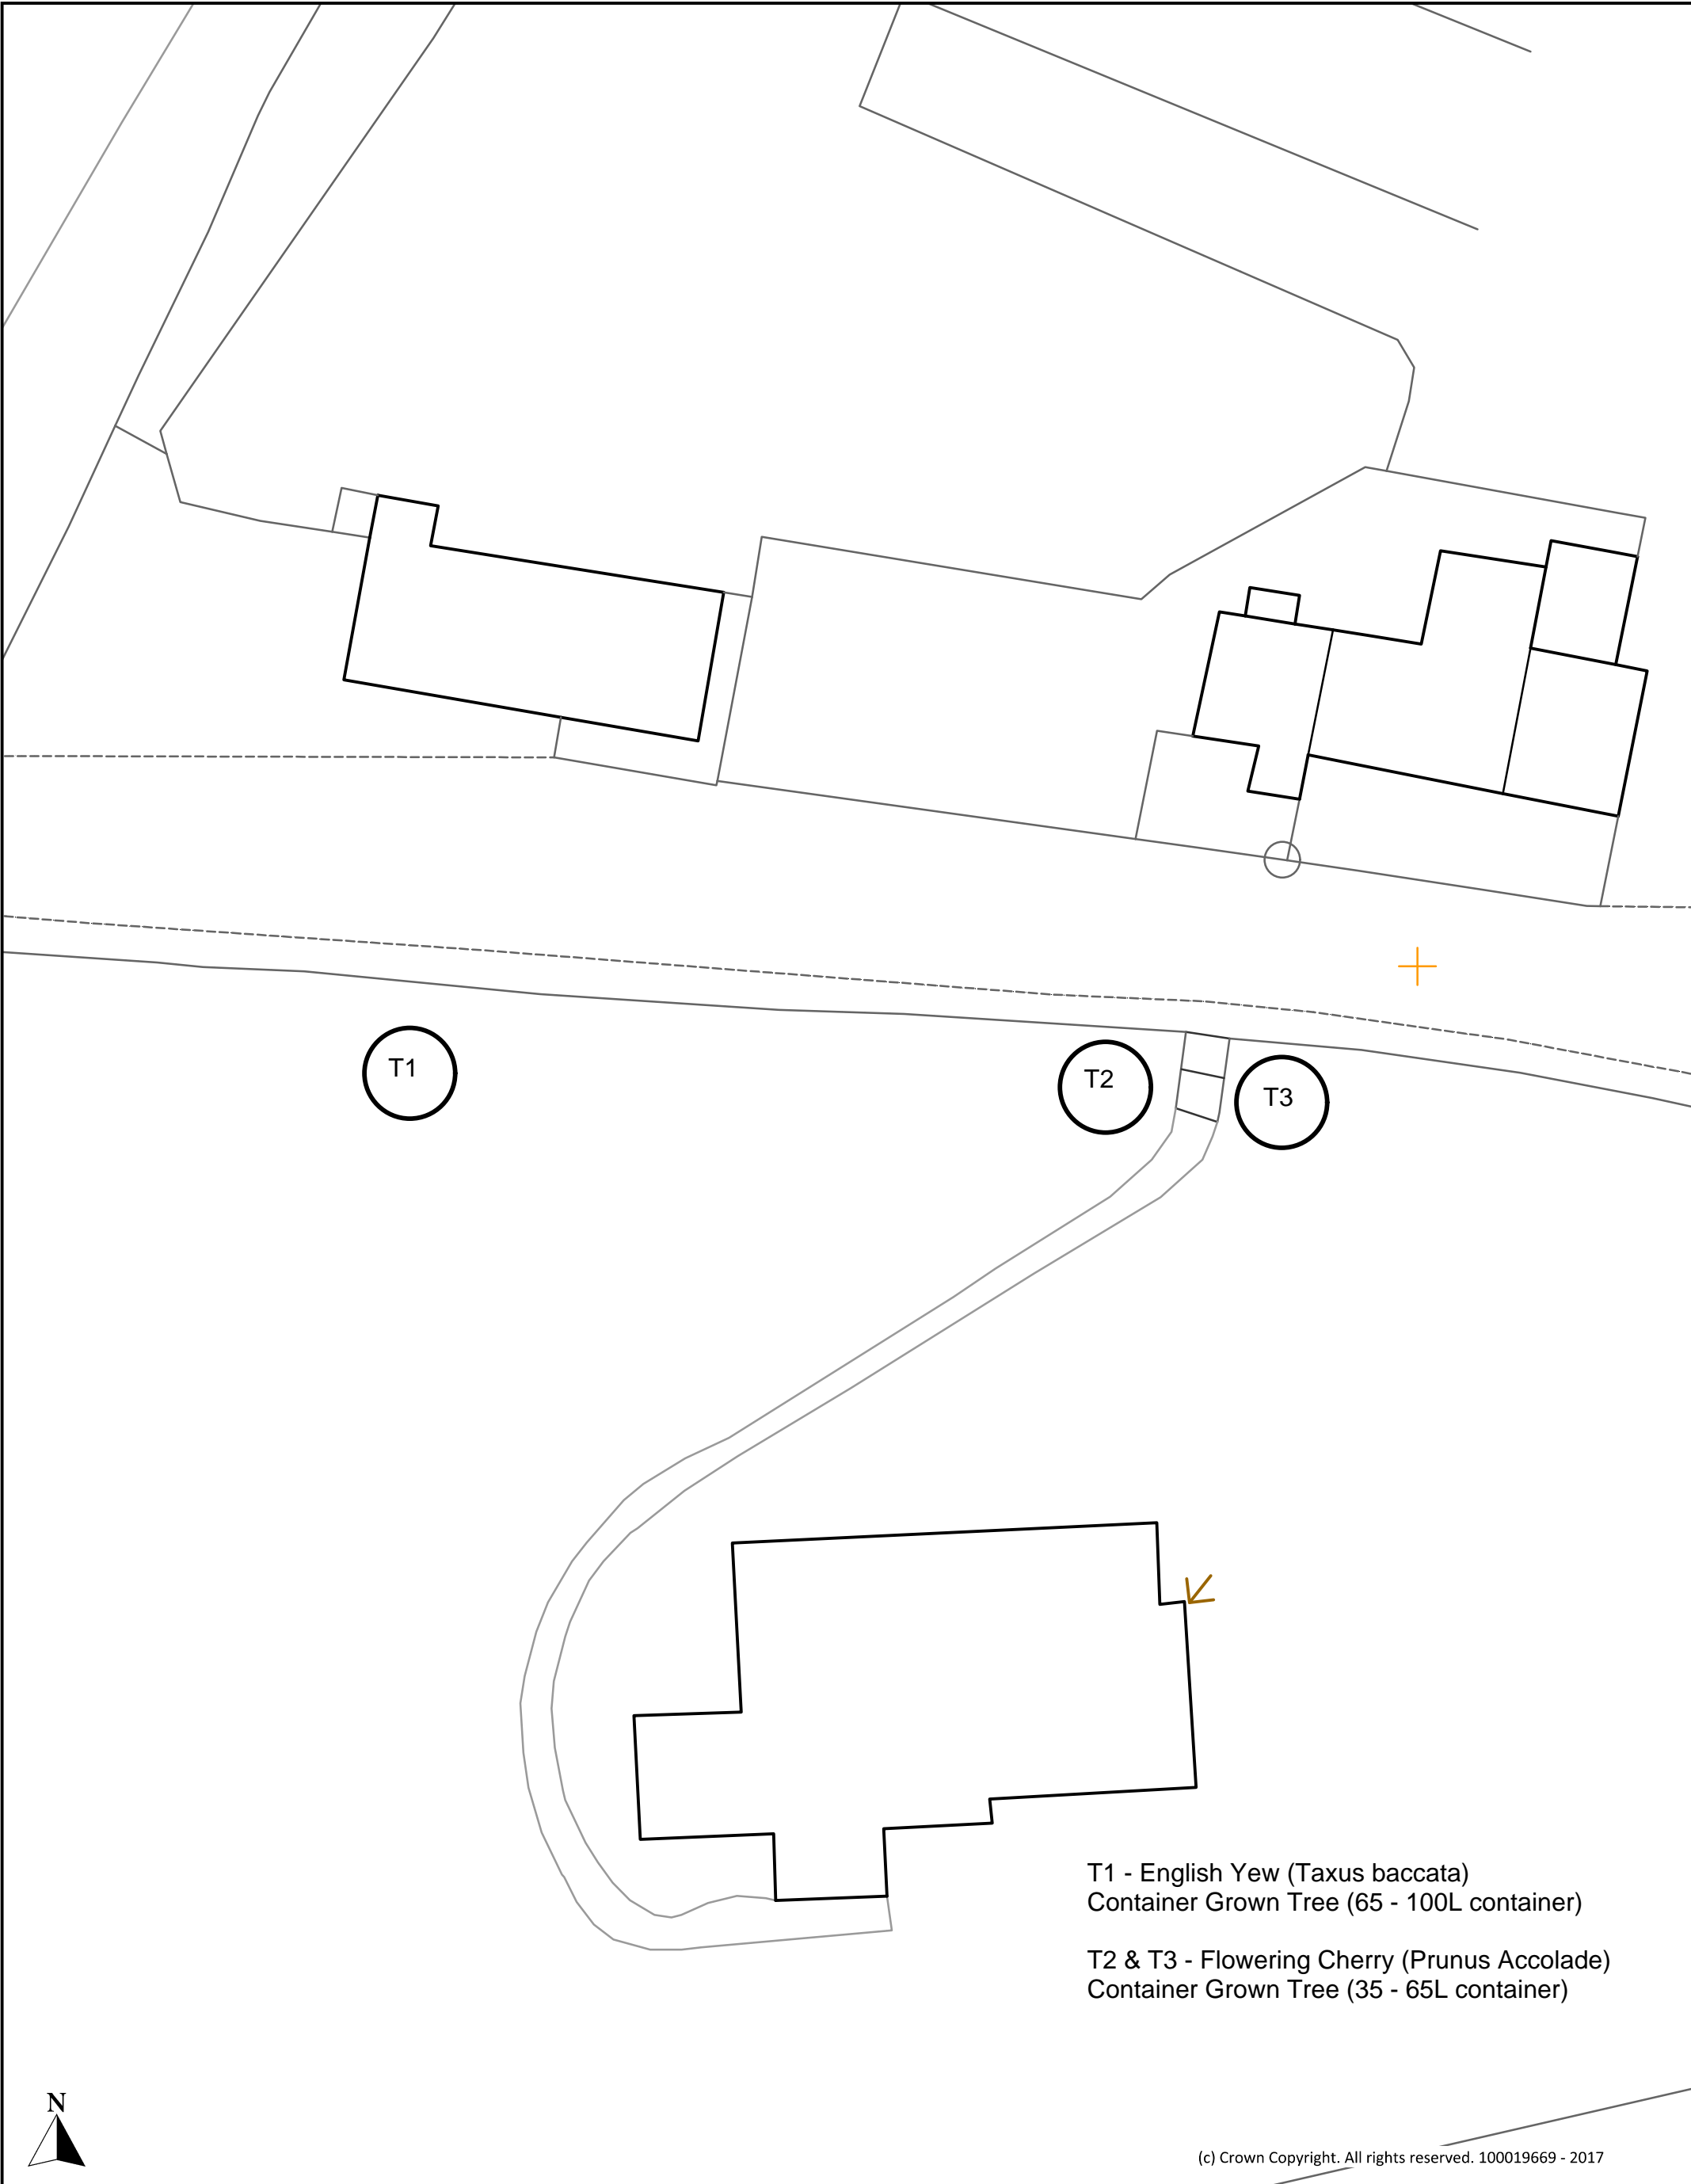 T1
T2
T3
T1 - English Yew (Taxus baccata)
Container Grown Tree (65 - 100L container)
T2 & T3 - Flowering Cherry (Prunus Accolade)
Container Grown Tree (35 - 65L container)
N
(c) Crown Copyright. All rights reserved. 100019669 - 2017